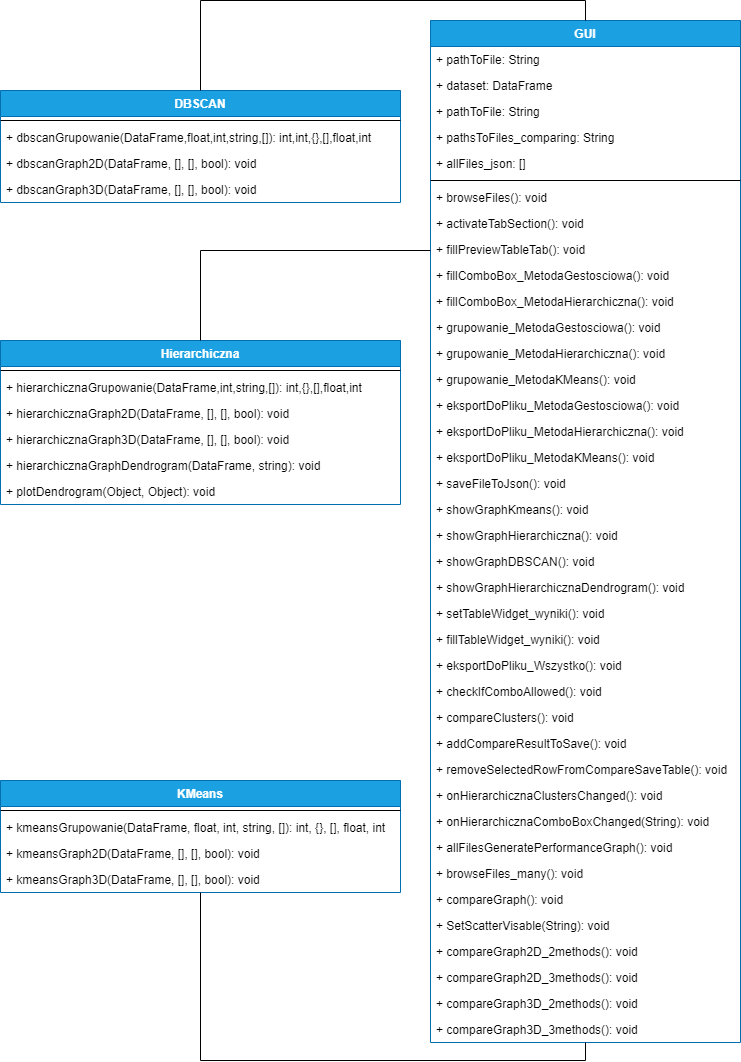 DBSCAN
+ dbscanGrupowanie(DataFrame,float,int,string,[]): int,int,{},[],float,int
+ dbscanGraph2D(DataFrame, [], [], bool): void
+ dbscanGraph3D(DataFrame, [], [], bool): void
Hierarchiczna
+ hierarchicznaGrupowanie(DataFrame,int,string,[]): int,{},[],float,int
+ hierarchicznaGraph2D(DataFrame, [], [], bool): void
+ hierarchicznaGraph3D(DataFrame, [], [], bool): void
+ hierarchicznaGraphDendrogram(DataFrame, string): void
+ plotDendrogram(Object, Object): void
KMeans
+ kmeansGrupowanie(DataFrame, float, int, string, []): int, {}, [], float, int
+ kmeansGraph2D(DataFrame, [], [], bool): void
+ kmeansGraph3D(DataFrame, [], [], bool): void
GUI
+ pathToFile: String
+ dataset: DataFrame
+ pathToFile: String
+ pathsToFiles_comparing: String
+ allFiles_json: []
+ browseFiles(): void
+ activateTabSection(): void
+ fillPreviewTableTab(): void
+ fillComboBox_MetodaGestosciowa(): void
+ fillComboBox_MetodaHierarchiczna(): void
+ grupowanie_MetodaGestosciowa(): void
+ grupowanie_MetodaHierarchiczna(): void
+ grupowanie_MetodaKMeans(): void
+ eksportDoPliku_MetodaGestosciowa(): void
+ eksportDoPliku_MetodaHierarchiczna(): void
+ eksportDoPliku_MetodaKMeans(): void
+ saveFileToJson(): void
+ showGraphKmeans(): void
+ showGraphHierarchiczna(): void
+ showGraphDBSCAN(): void
+ showGraphHierarchicznaDendrogram(): void
+ setTableWidget_wyniki(): void
+ fillTableWidget_wyniki(): void
+ eksportDoPliku_Wszystko(): void
+ checkIfComboAllowed(): void
+ compareClusters(): void
+ addCompareResultToSave(): void
+ removeSelectedRowFromCompareSaveTable(): void
+ onHierarchicznaClustersChanged(): void
+ onHierarchicznaComboBoxChanged(String): void
+ allFilesGeneratePerformanceGraph(): void
+ browseFiles_many(): void
+ compareGraph(): void
+ SetScatterVisable(String): void
+ compareGraph2D_2methods(): void
+ compareGraph2D_3methods(): void
+ compareGraph3D_2methods(): void
+ compareGraph3D_3methods(): void